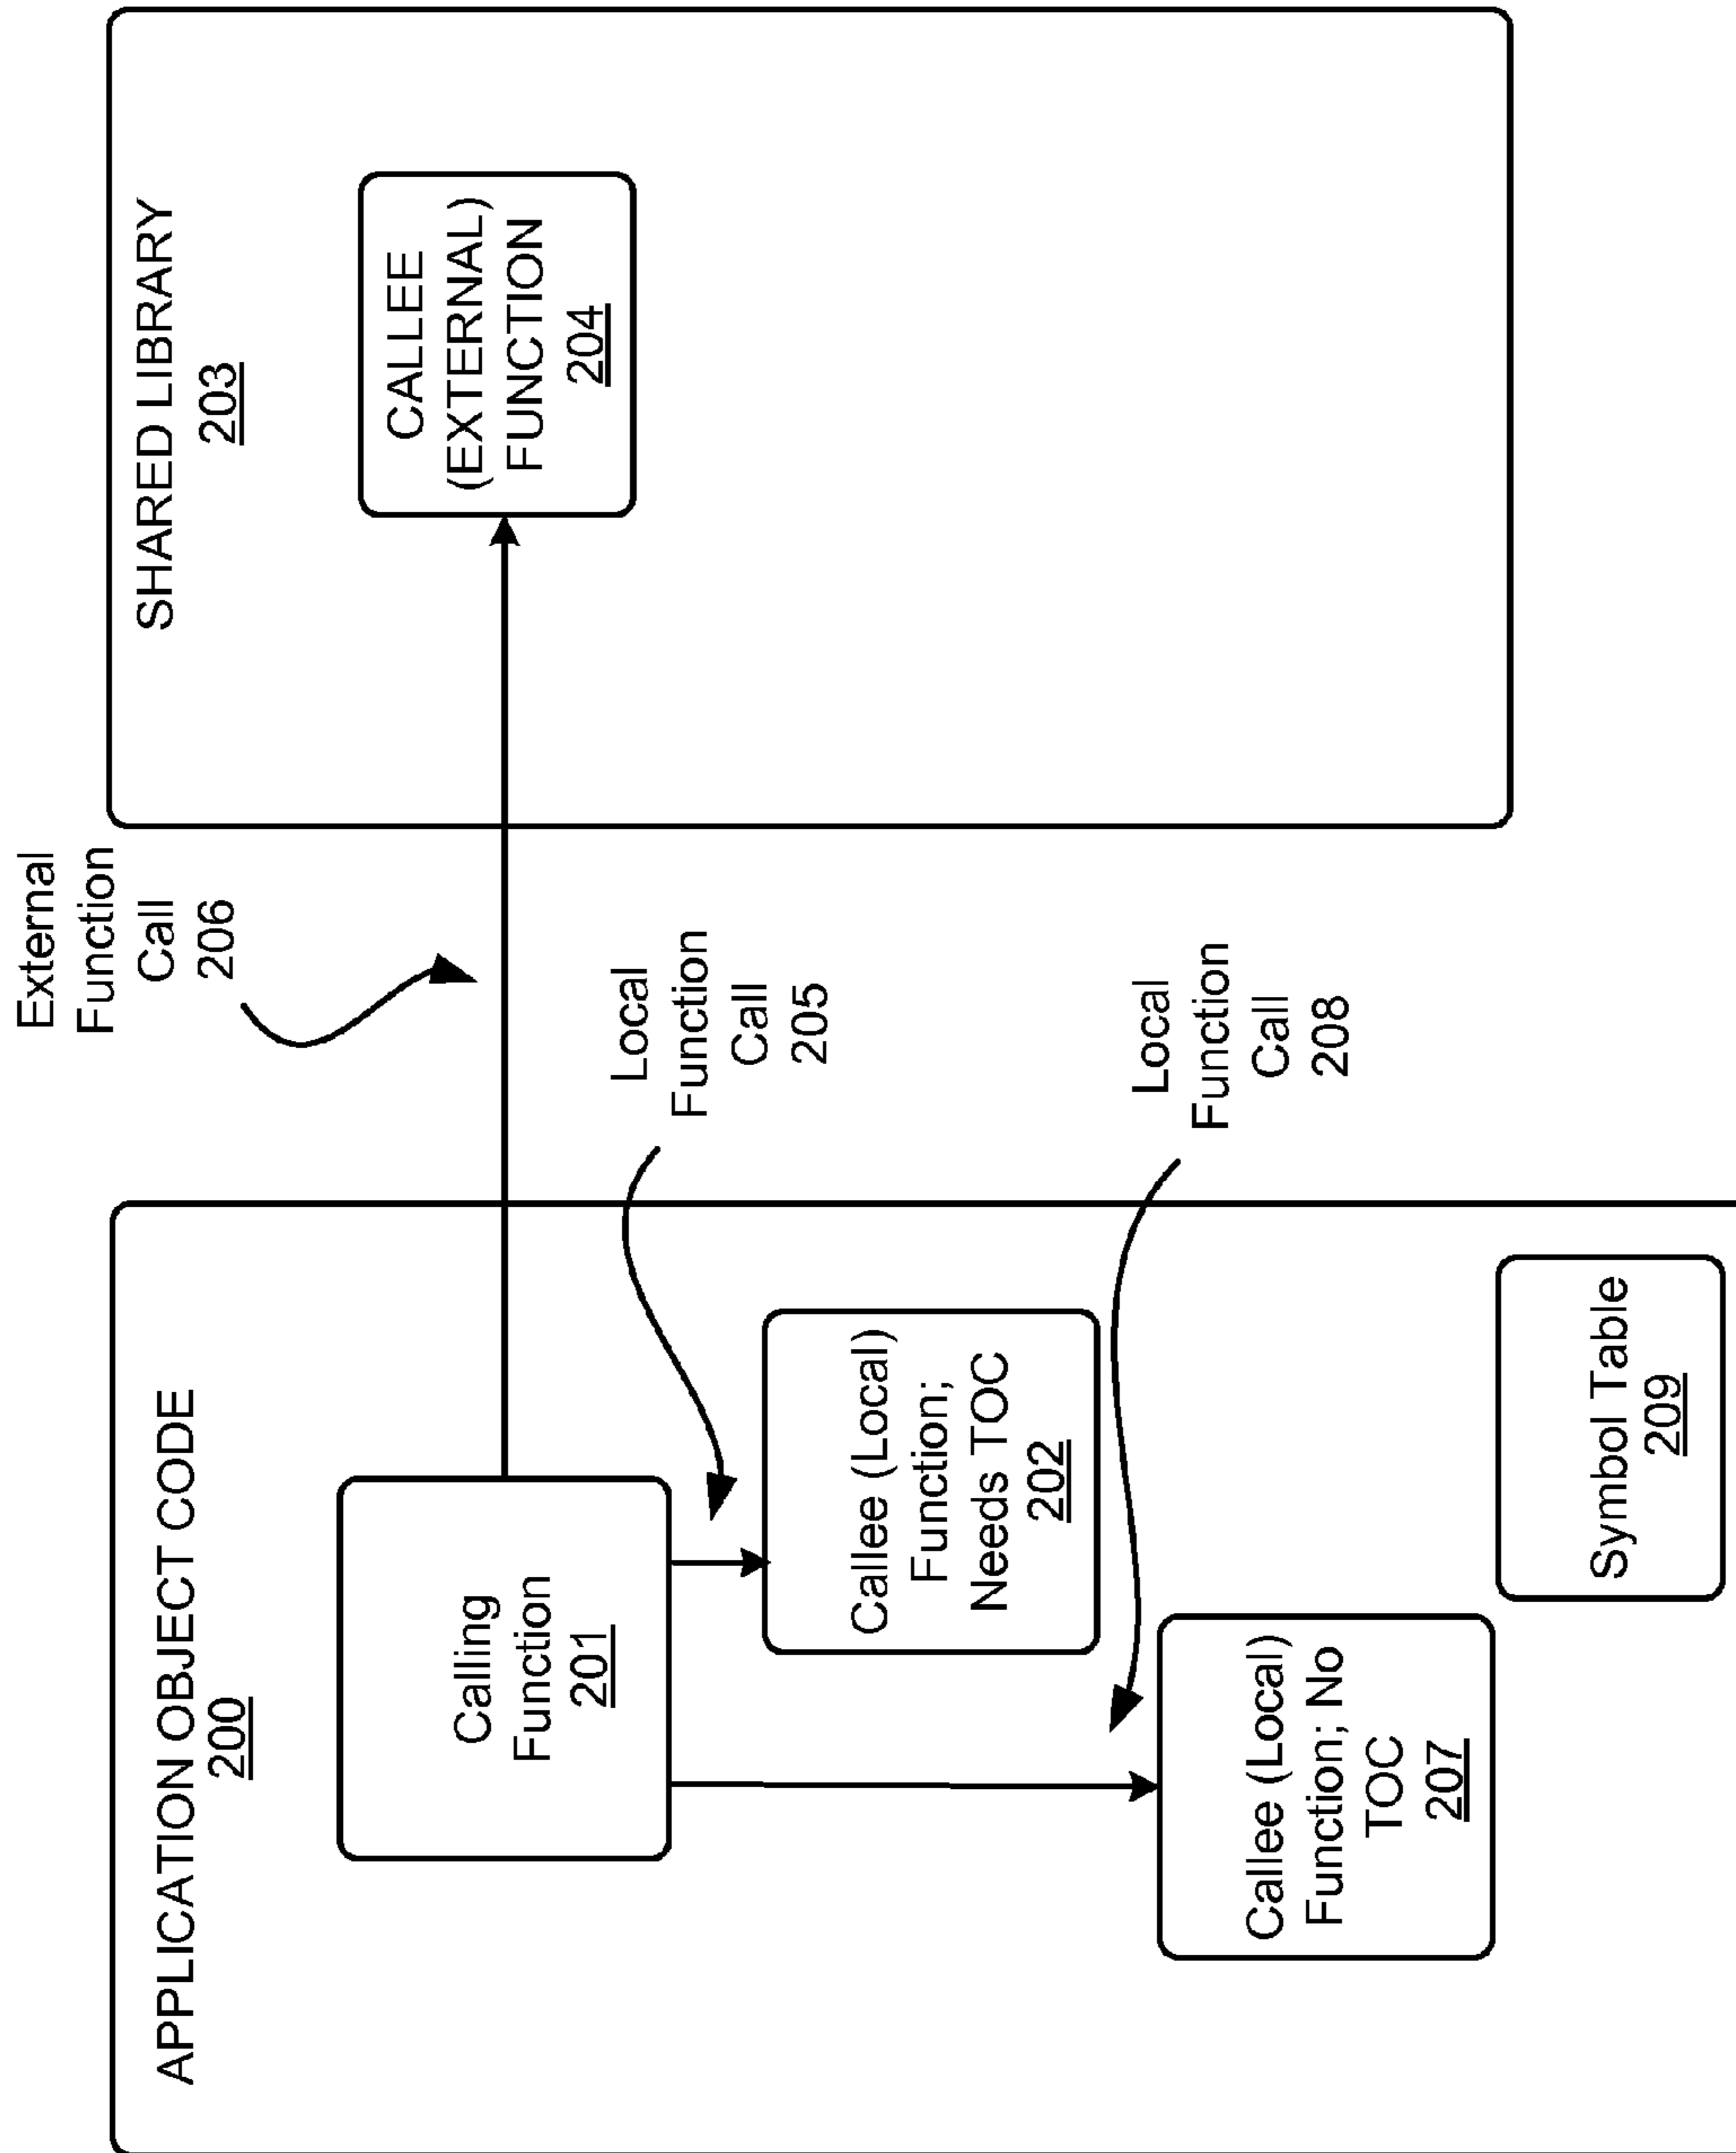 APPLICATION OBJECT CODE
200
Calling
Function
201
Callee (Local)
Function;
Needs TOC
202
Callee (Local)
Function; No
TOC
207
Symbol Table
209
External
Function
Call
206
Local
Function
Call
205
Local
Function
Call
208
SHARED LIBRARY
203
CALLEE
(EXTERNAL)
FUNCTION
204